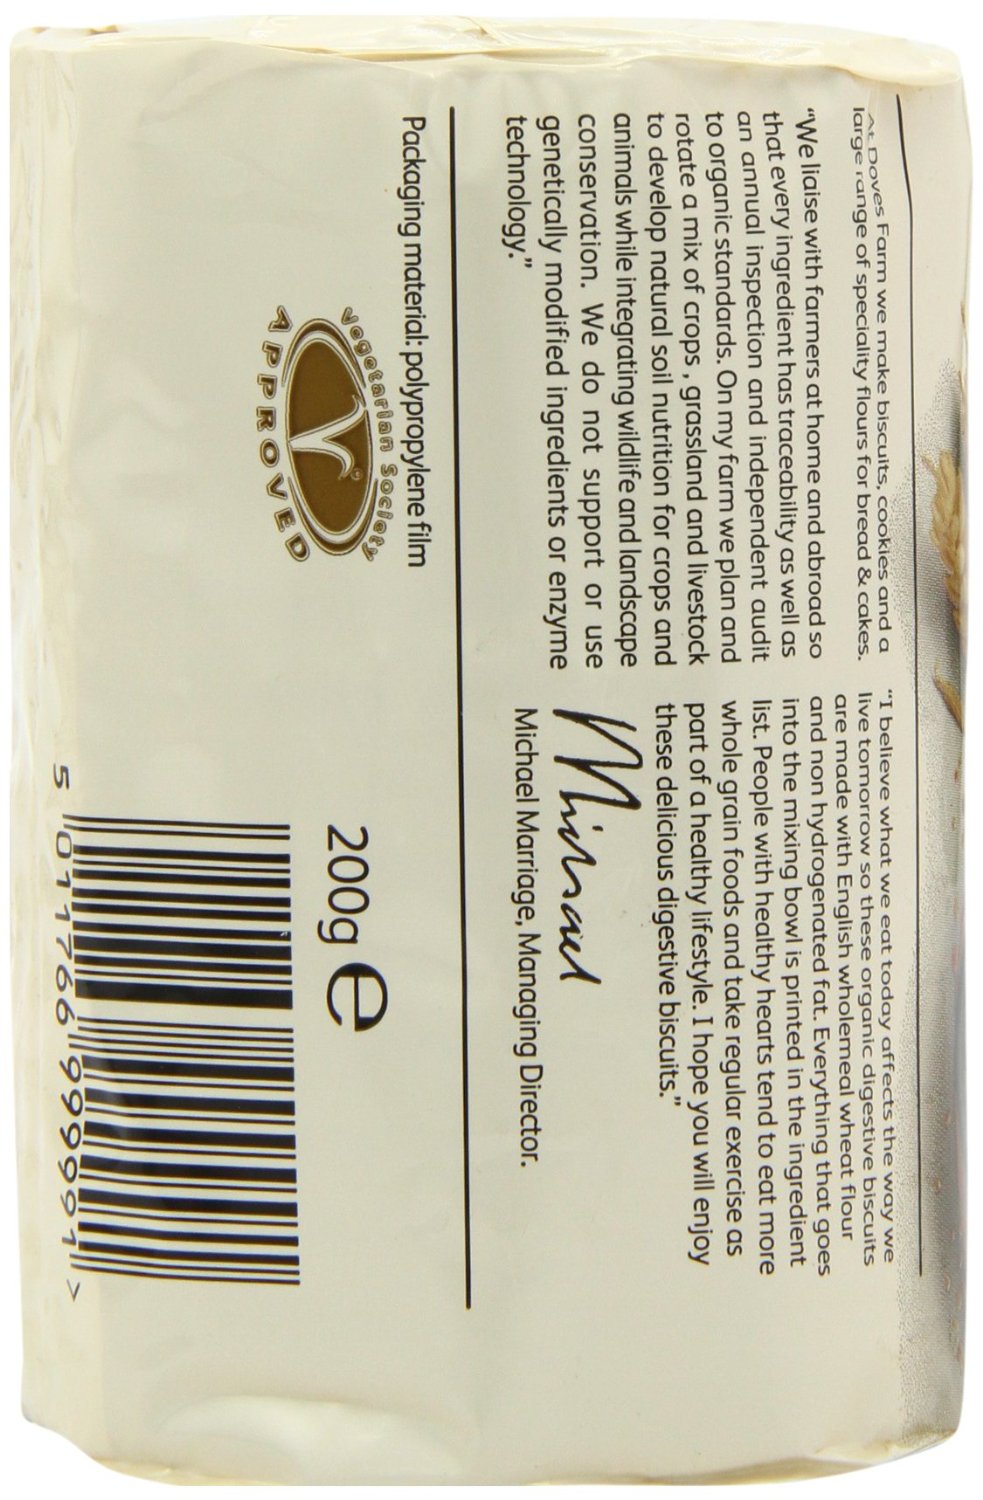 At Doves Farm we make biscuits, cookies and a
large range of speciality flours for bread & cakes.
“We liaise with farmers at home and abroad so
that every ingredient has traceability as well as
an annual inspection and independent audit
to organic standards. On my farm we plan and
rotate a mix of crops , grassland and livestock
to develop natural soil nutrition for crops and
animals while integrating wildlife and landscape
conservation. We do not support or use
genetically modified ingredients or enzyme
technology.”
“I believe what we eat today affects the way we
live tomorrow so these organic digestive biscuits
are made with English wholemeal wheat flour
and non hydrogenated fat. Everything that goes
into the mixing bowl is printed in the ingredient
list. People with healthy hearts tend to eat more
whole grain foods and take regular exercise as
part of a healthy lifestyle. I hope you will enjoy
these delicious digestive biscuits.”
Michael
Michael Marriage, Managing Director.
Packaging material: polypropylene film
Vegetarian Society
V®
APPROVED
200g e
5 011766 999991 >